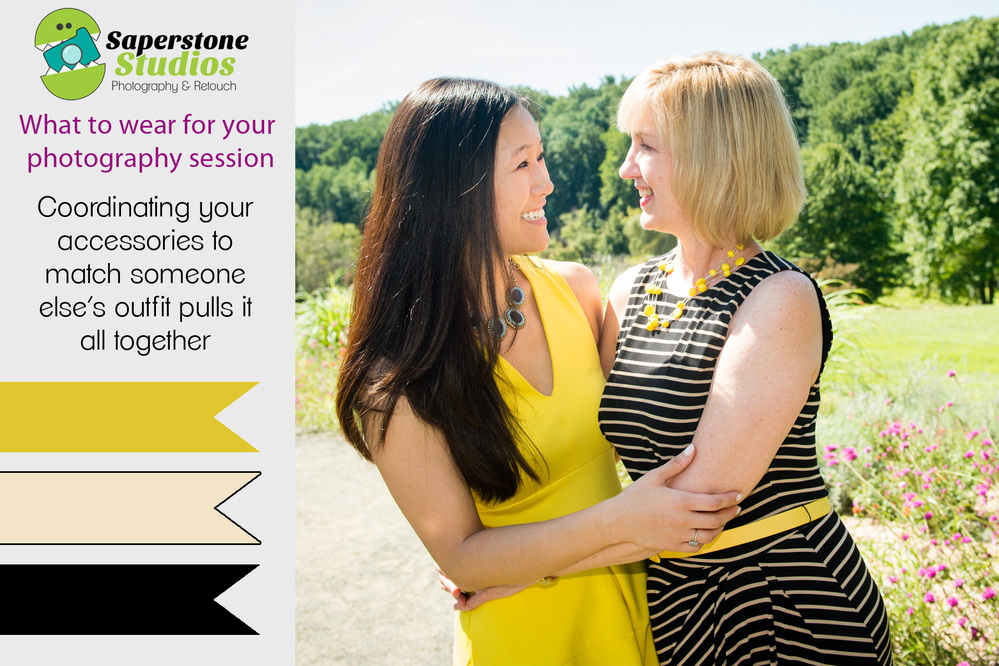 Saperstone
Studios
Photography & Retouch
What to wear for your
photography session
Coordinating your
accessories to
match someone
else's outfit pulls it
all together